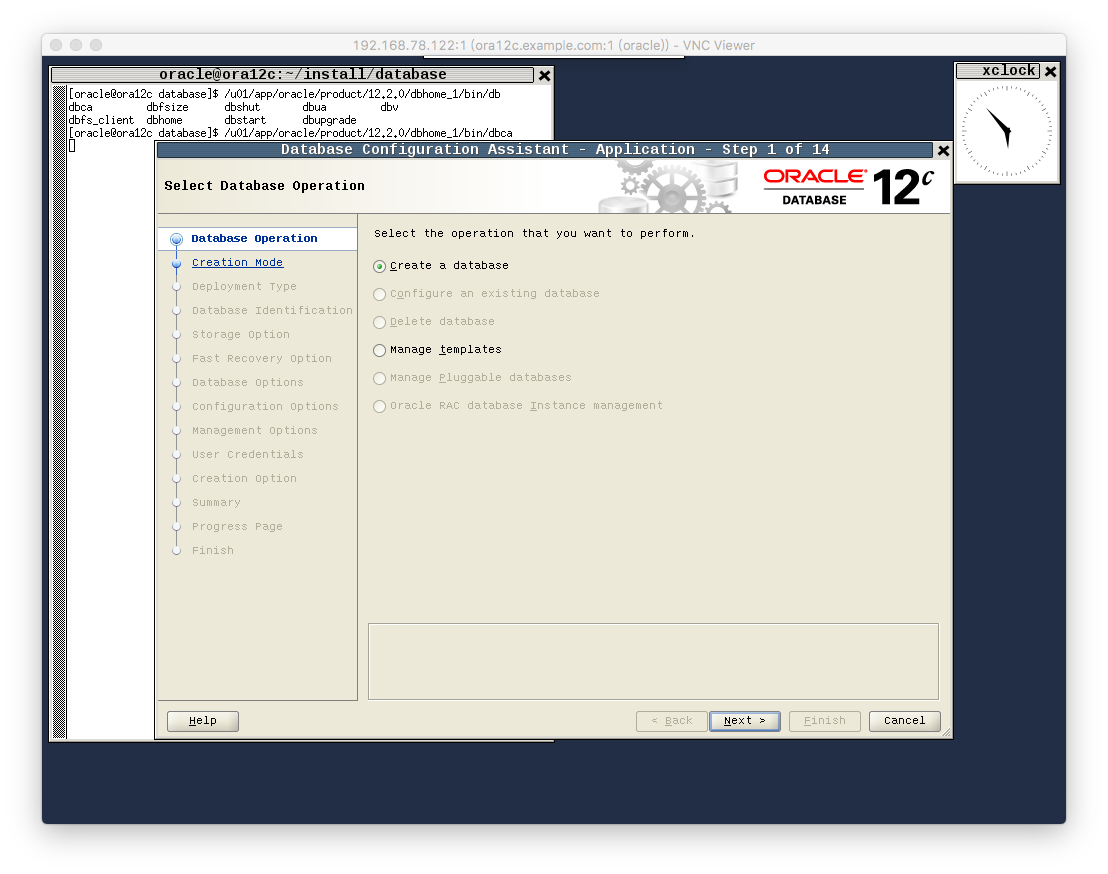 192.168.78.122:1 (ora12c.example.com:1 (oracle)) - VNC Viewer
oracle@ora12c:~/install/database
[oracle@ora12c database]$ /u01/app/oracle/product/12.2.0/dbhome_1/bin/db
dbca dbfsize dbshut dbua dbv
dbfs_client dbhome dbstart dbupgrade
[oracle@ora12c database]$ /u01/app/oracle/product/12.2.0/dbhome_1/bin/dbca
xclock
Database Configuration Assistant - Application - Step 1 of 14
Select Database Operation
ORACLE
DATABASE
12c
Database Operation
Creation Mode
Deployment Type
Database Identification
Storage Option
Fast Recovery Option
Database Options
Configuration Options
Management Options
User Credentials
Creation Option
Summary
Progress Page
Finish
Select the operation that you want to perform.
Create a database
Configure an existing database
Delete database
Manage templates
Manage Pluggable databases
Oracle RAC database Instance management
Help
< Back
Next >
Finish
Cancel